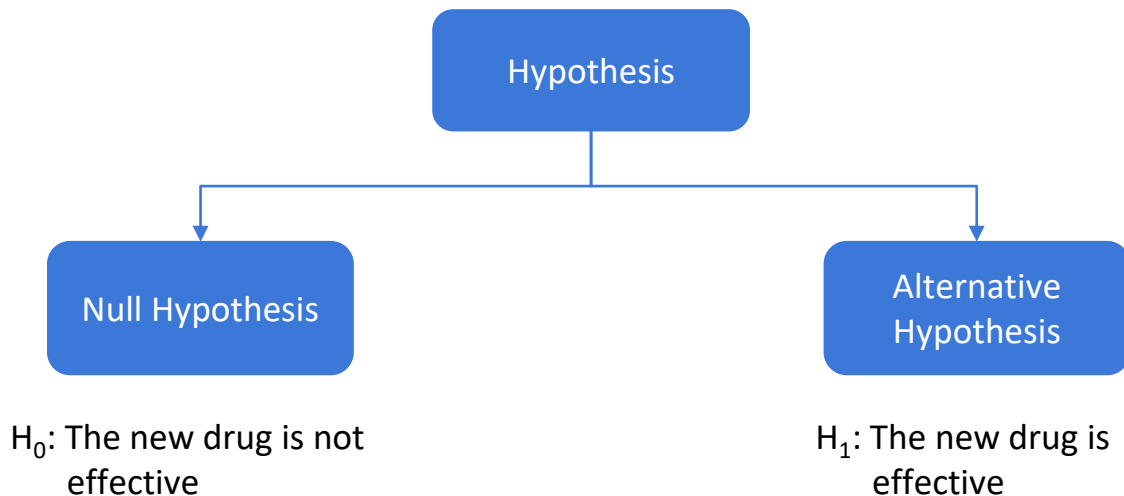 Hypothesis
Null Hypothesis
Alternative
Hypothesis
H₀: The new drug is not
effective
H₁: The new drug is
effective